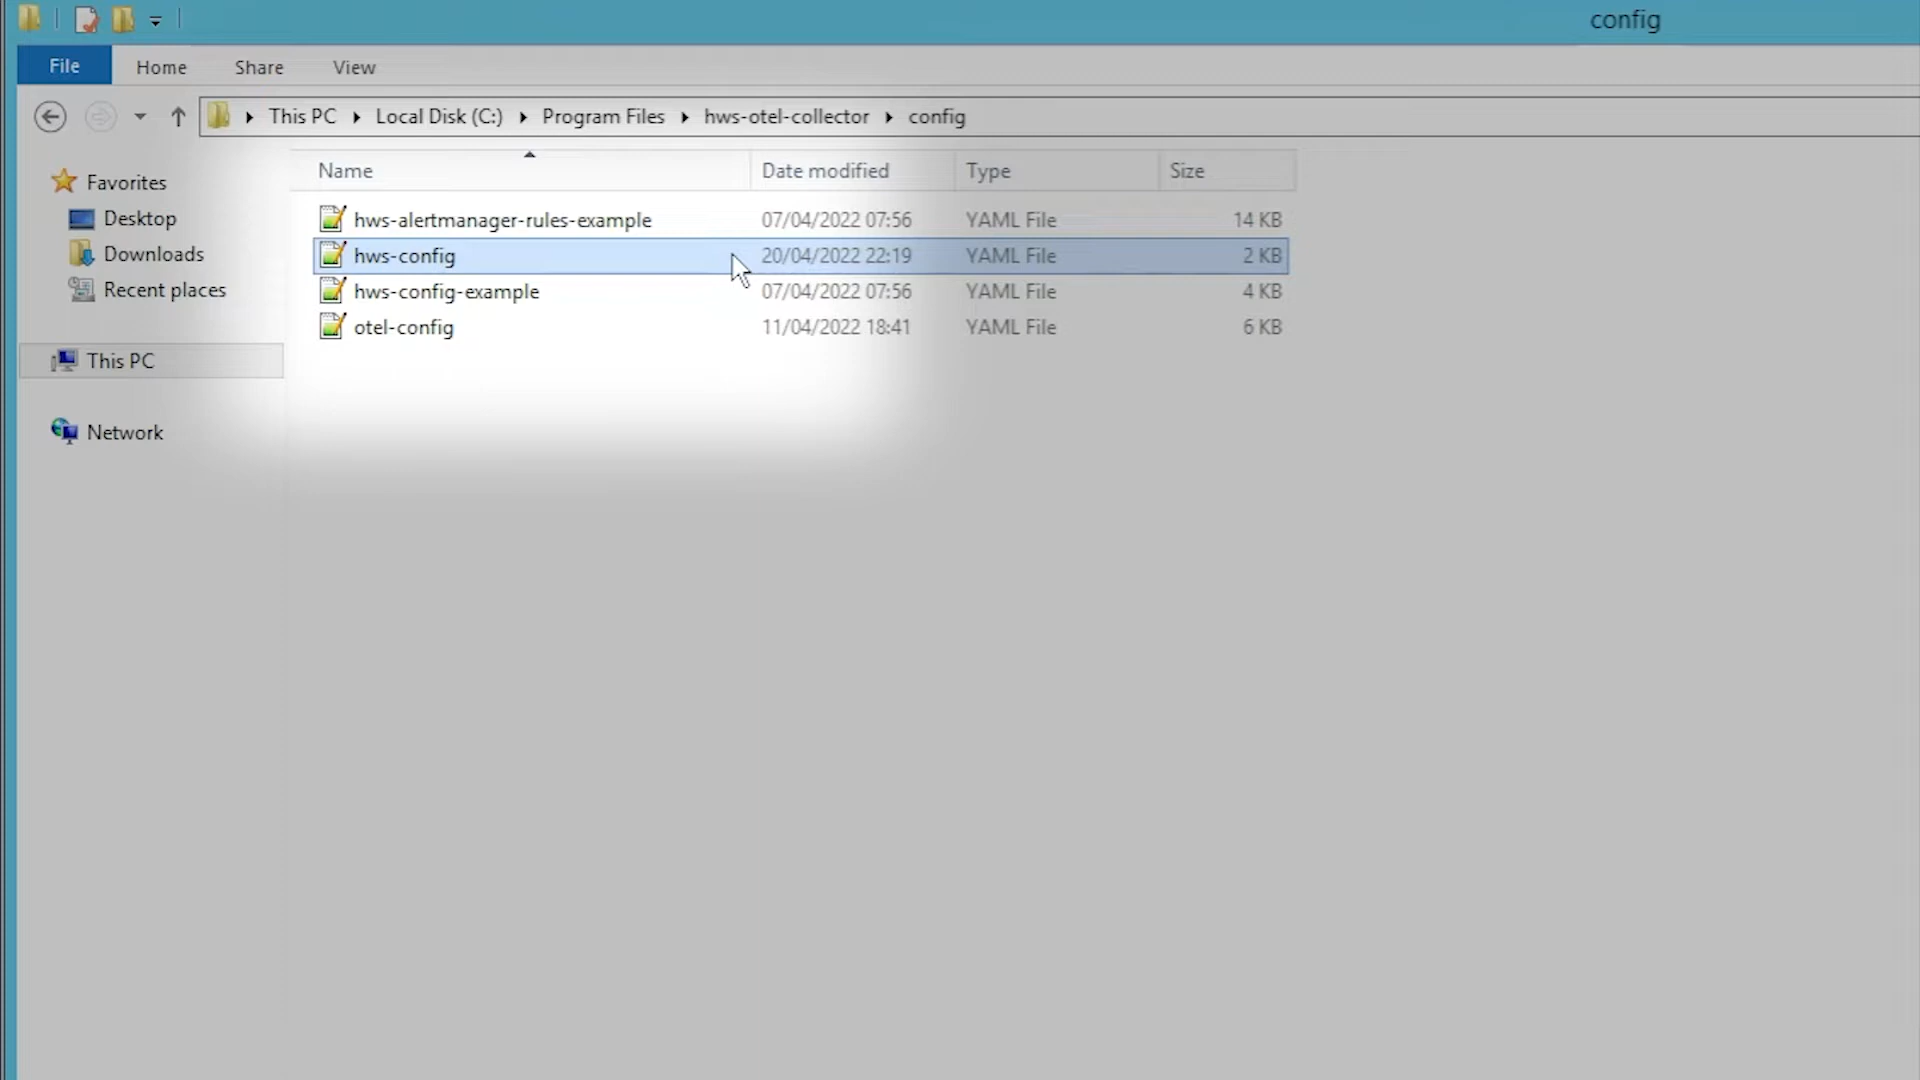 config
File Home Share View
This PC Local Disk (C:) Program Files hws-otel-collector config
Name Date modified Type Size
Favorites
Desktop
Downloads
Recent places
This PC
Network
hws-alertmanager-rules-example 07/04/2022 07:56 YAML File 14 KB
hws-config 20/04/2022 22:19 YAML File 2 KB
hws-config-example 07/04/2022 07:56 YAML File 4 KB
otel-config 11/04/2022 18:41 YAML File 6 KB